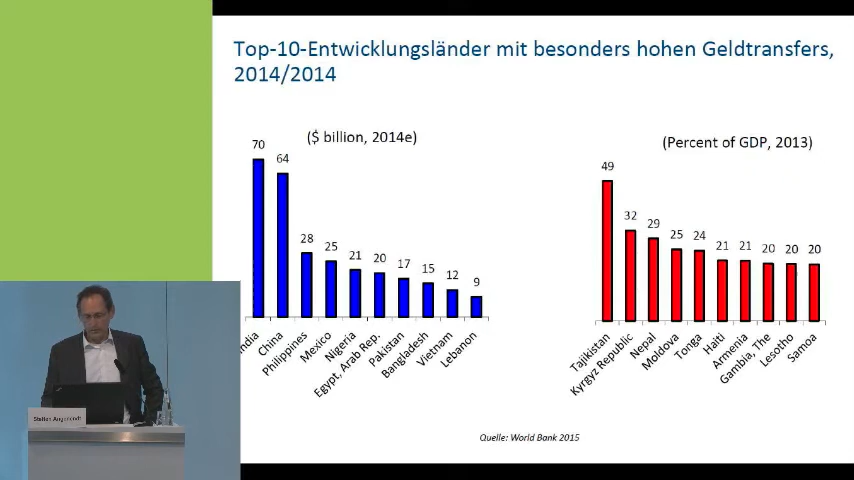 Top-10-Entwicklungsländer mit besonders hohen Geldtransfers,
2014/2014
($ billion, 2014e)
70
64
28
25
21
20
17
15
12
9
India
China
Philippines
Mexico
Nigeria
Egypt, Arab Rep.
Pakistan
Bangladesh
Vietnam
Lebanon
(Percent of GDP, 2013)
49
32
29
25
24
21
21
20
20
20
Tajikistan
Kyrgyz Republic
Nepal
Moldova
Tonga
Haiti
Armenia
Gambia, The
Lesotho
Samoa
Steffen Angenendt
Quelle: World Bank 2015